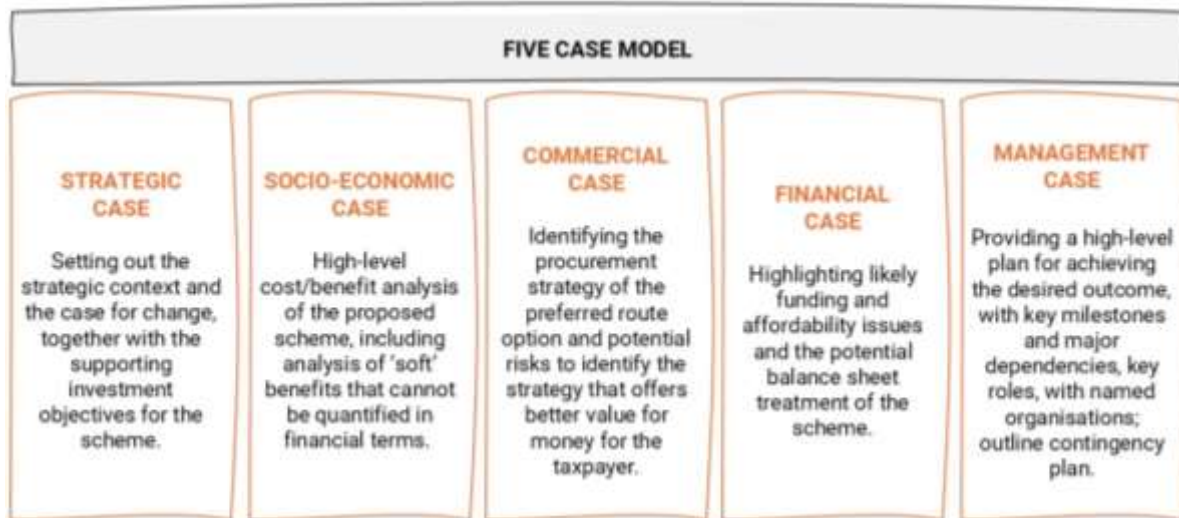 FIVE CASE MODEL
STRATEGIC
CASE
Setting out the
strategic context and
the case for change,
together with the
supporting
investment
objectives for the
scheme.
SOCIO-ECONOMIC
CASE
High-level
cost/benefit analysis
of the proposed
scheme, including
analysis of 'soft'
benefits that cannot
be quantified in
financial terms.
COMMERCIAL
CASE
Identifying the
procurement
strategy of the
preferred route
option and potential
risks to identify the
strategy that offers
better value for
money for the
taxpayer.
FINANCIAL
CASE
Highlighting likely
funding and
affordability issues
and the potential
balance sheet
treatment of the
scheme.
MANAGEMENT
CASE
Providing a high-level
plan for achieving
the desired outcome,
with key milestones
and major
dependencies, key
roles, with named
organisations;
outline contingency
plan.